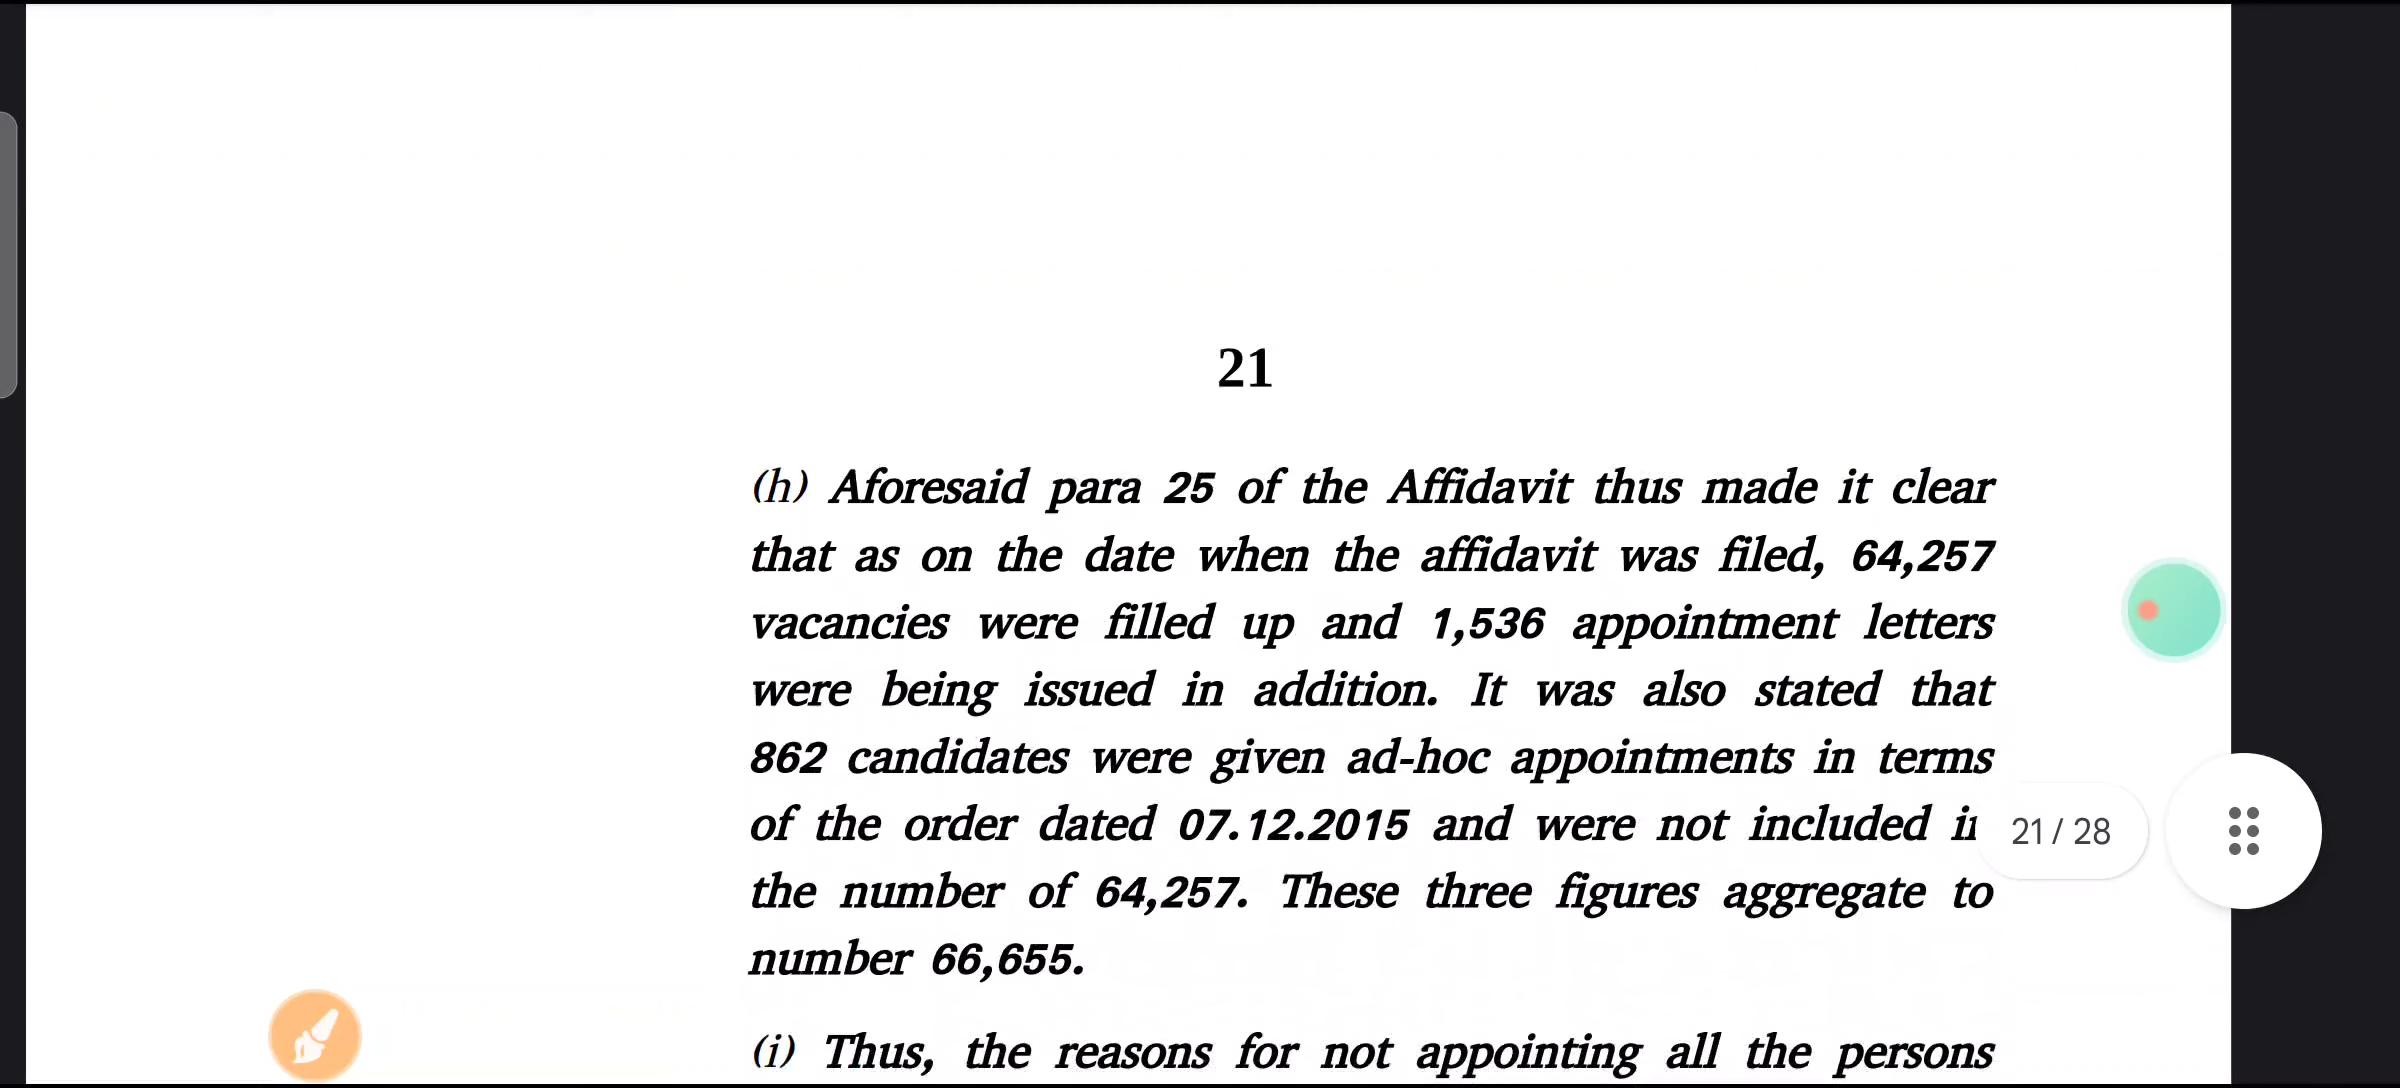 21
(h) Aforesaid para 25 of the Affidavit thus made it clear
that as on the date when the affidavit was filed, 64,257
vacancies were filled up and 1,536 appointment letters
were being issued in addition. It was also stated that
862 candidates were given ad-hoc appointments in terms
of the order dated 07.12.2015 and were not included
21 / 28
the number of 64,257. These three figures aggregate to
number 66,655.
(i) Thus, the reasons for not appointing all the persons